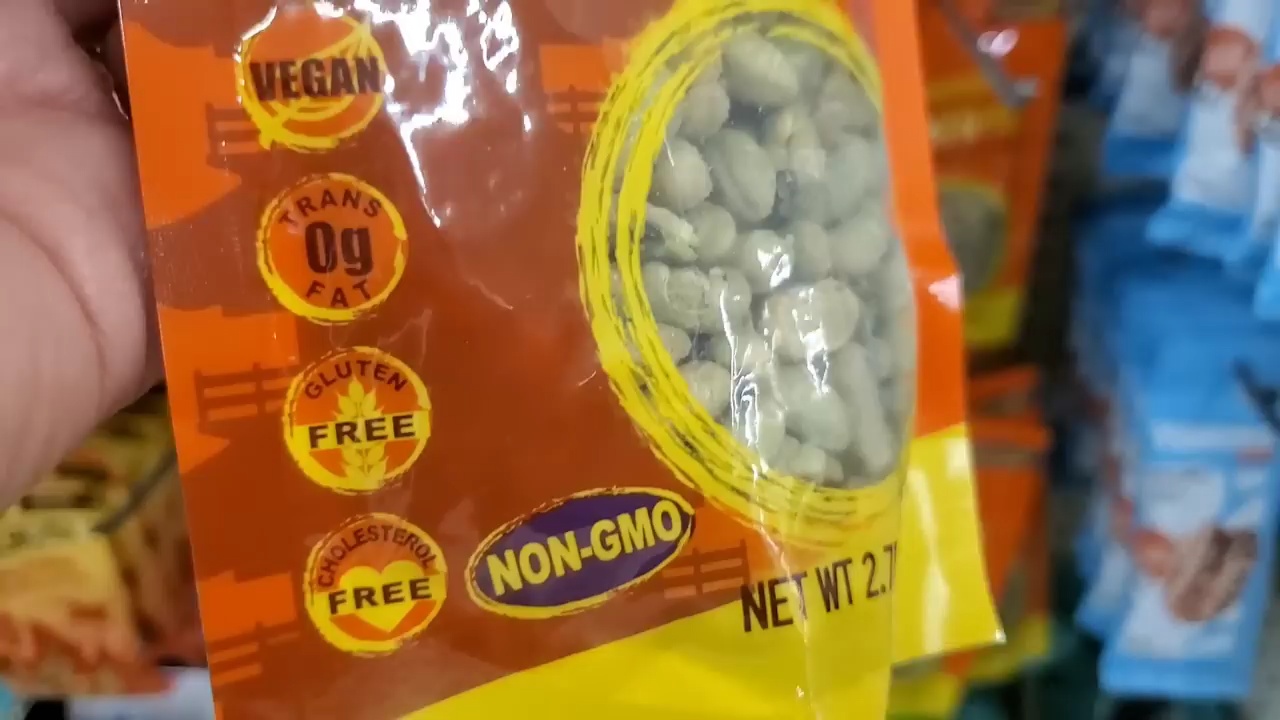 VEGAN
TRANS
0g
FAT
GLUTEN
FREE
CHOLESTEROL
FREE
NON-GMO
NET WT 2.7